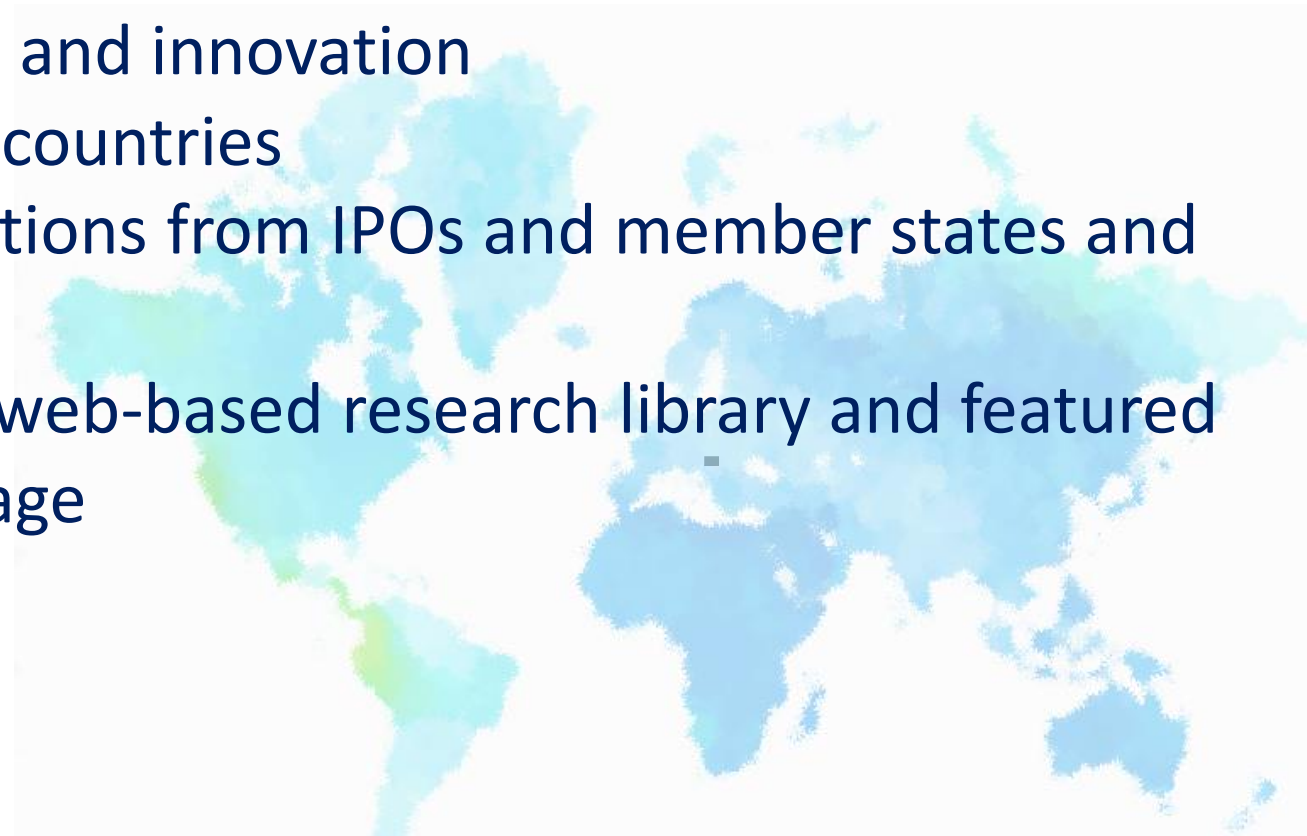 and innovation
countries
tions from IPOs and member states and
web-based research library and featured
age